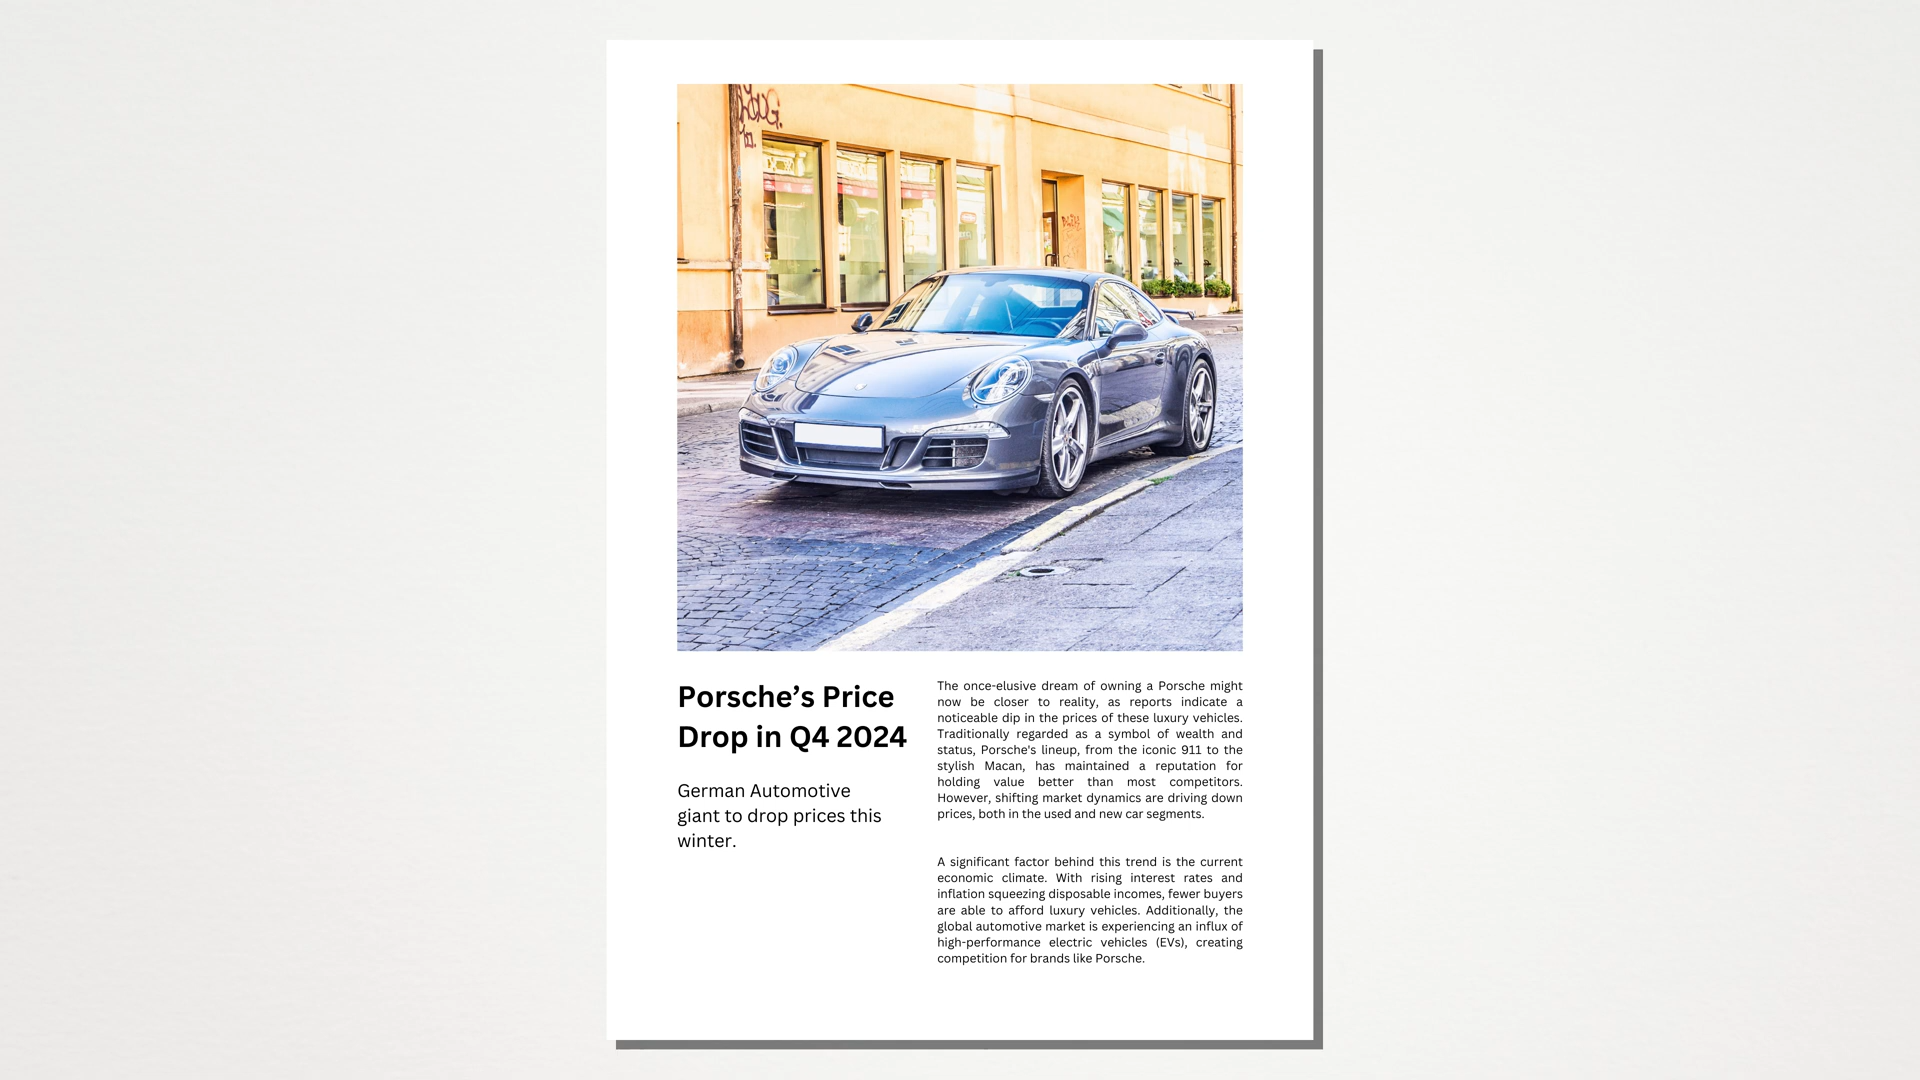 Porsche’s Price
Drop in Q4 2024
German Automotive
giant to drop prices this
winter.
The once-elusive dream of owning a Porsche might
now be closer to reality, as reports indicate a
noticeable dip in the prices of these luxury vehicles.
Traditionally regarded as a symbol of wealth and
status, Porsche's lineup, from the iconic 911 to the
stylish Macan, has maintained a reputation for
holding value better than most competitors.
However, shifting market dynamics are driving down
prices, both in the used and new car segments.
A significant factor behind this trend is the current
economic climate. With rising interest rates and
inflation squeezing disposable incomes, fewer buyers
are able to afford luxury vehicles. Additionally, the
global automotive market is experiencing an influx of
high-performance electric vehicles (EVs), creating
competition for brands like Porsche.